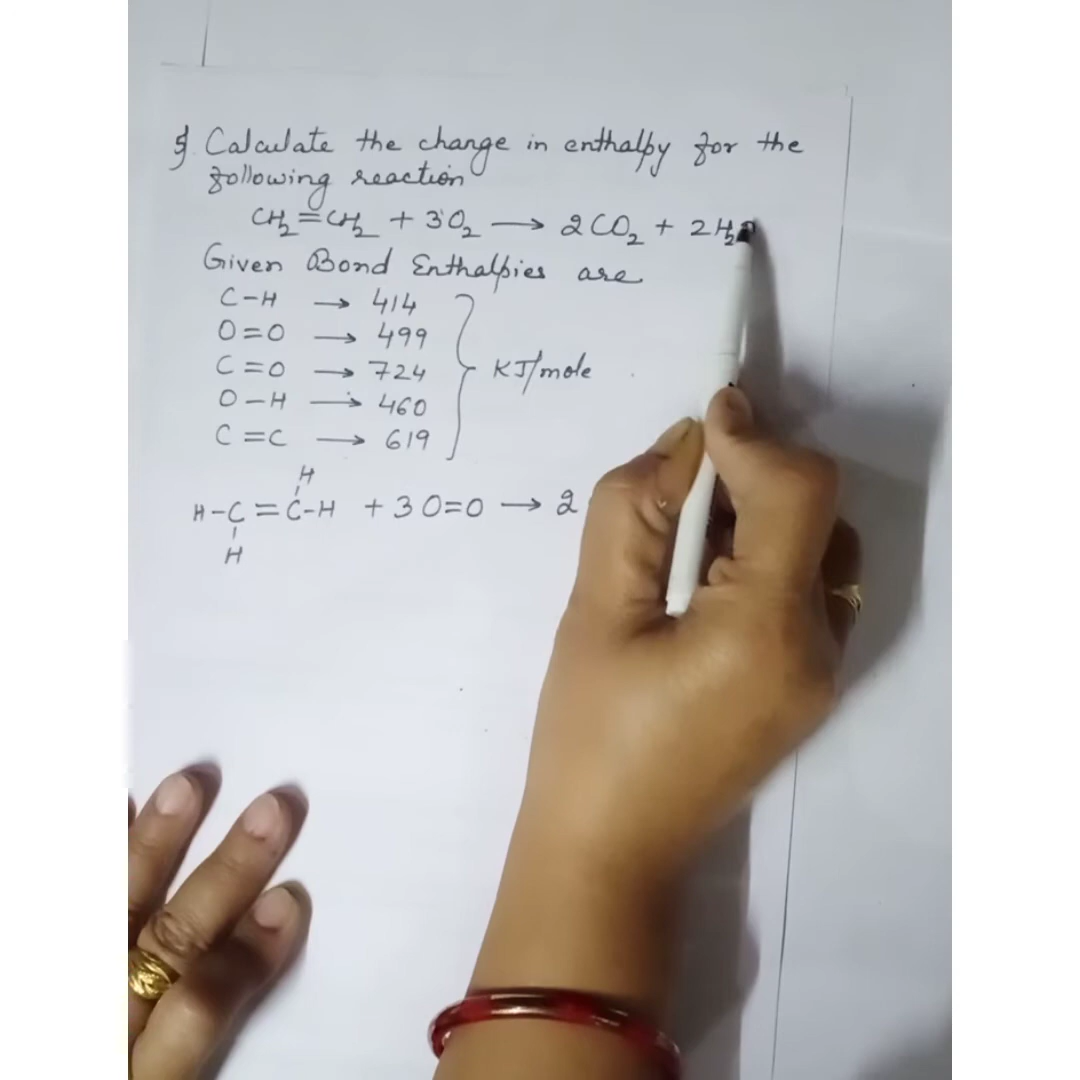 Q. Calculate the change in enthalpy for the
following reaction
CH₂=CH₂ + 3O₂ → 2CO₂ + 2H₂O
Given Bond Enthalpies are
C-H → 414
O=O → 499
C=O → 724
O-H → 460
C=C → 619
} KJ/mole
H
H-C=C-H + 3 O=O → 2
H